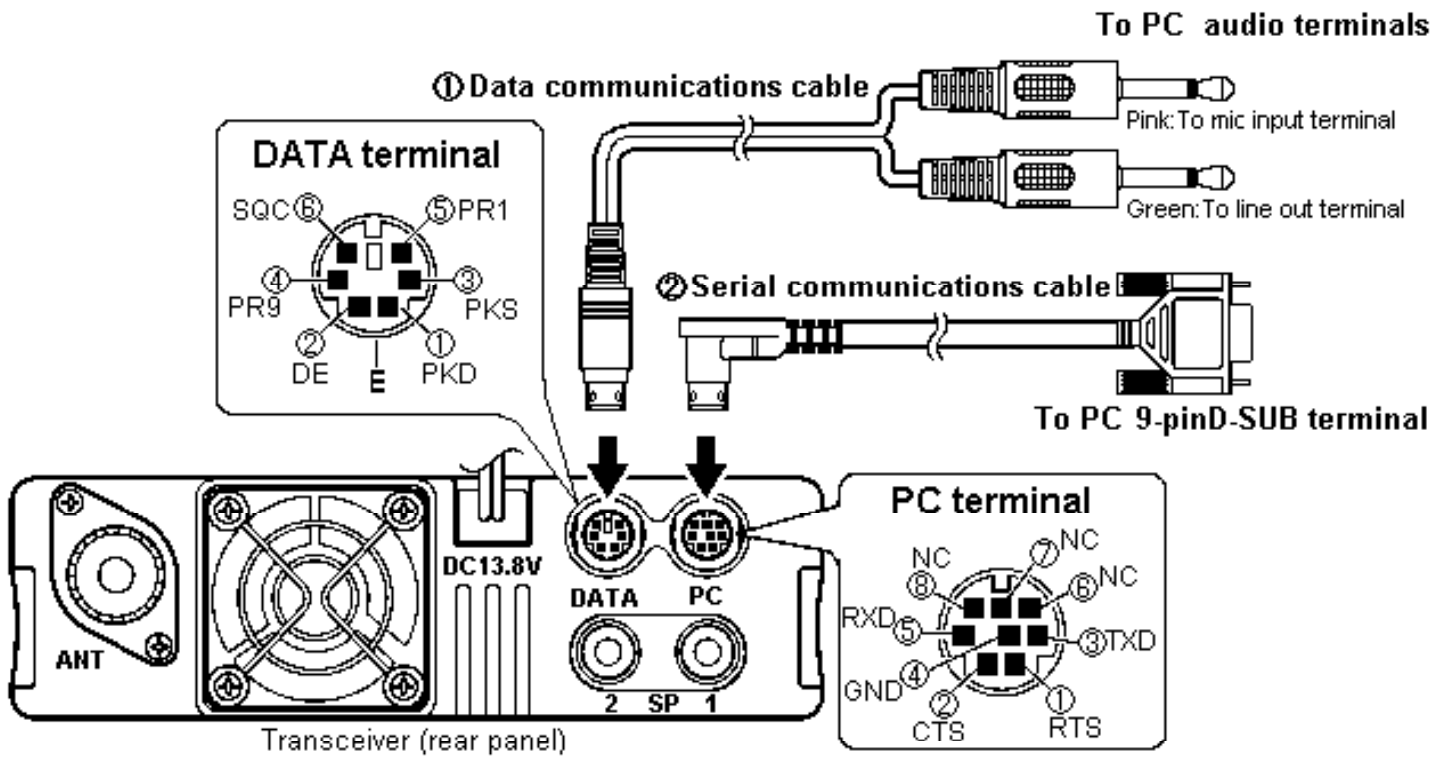 To PC audio terminals
①Data communications cable
Pink:To mic input terminal
Green:To line out terminal
DATA terminal
SQC⑥
⑤PR1
④
PR9
③
PKS
②
DE
E
①
PKD
②Serial communications cable
To PC 9-pinD-SUB terminal
DC13.8V
DATA
PC
ANT
2 SP 1
Transceiver (rear panel)
PC terminal
NC
⑧
⑦NC
⑥NC
RXD⑤
③TXD
GND④
②
CTS
①
RTS